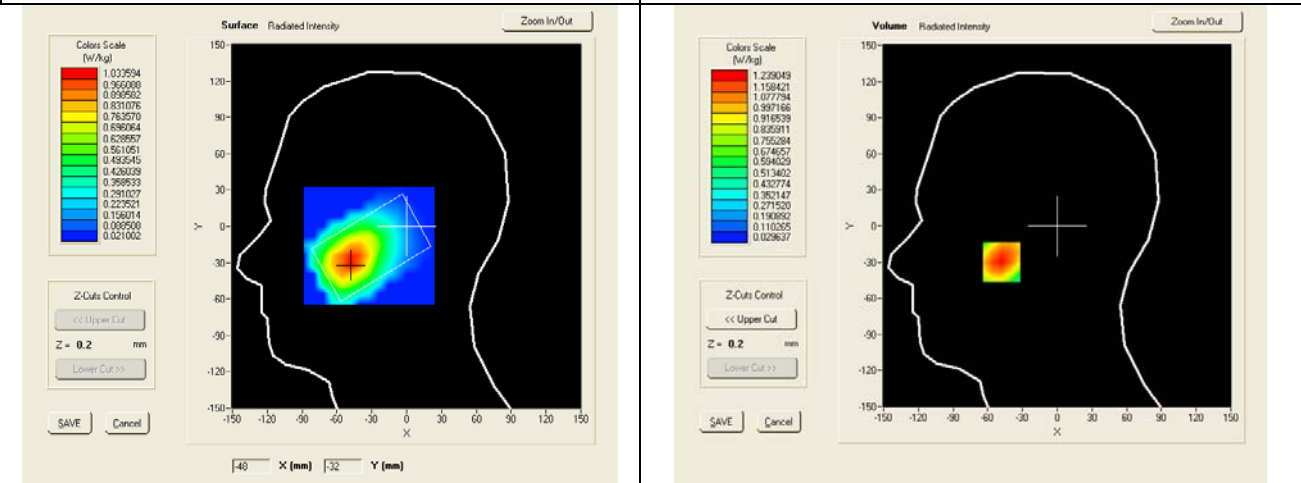 Surface Radiated Intensity
Zoom In/Out
Colors Scale
(W/kg)
1.033594
0.966088
0.898582
0.831076
0.763570
0.696064
0.628557
0.561051
0.493545
0.426039
0.358533
0.291027
0.223521
0.156014
0.088508
0.021002
Z-Cuts Control
<< Upper Cut
Z = 0.2 mm
Lower Cut >>
SAVE Cancel
150
120
90
60
30
0
-30
-60
-90
-120
-150
Y
-150 -120 -90 -60 -30 0 30 60 90 120 150
X
-48 X (mm) -32 Y (mm)
Volume Radiated Intensity
Zoom In/Out
Colors Scale
(W/kg)
1.239049
1.158421
1.077794
0.997166
0.916539
0.835911
0.755284
0.674657
0.594029
0.513402
0.432774
0.352147
0.271520
0.190892
0.110265
0.029637
Z-Cuts Control
<< Upper Cut
Z = 0.2 mm
Lower Cut >>
SAVE Cancel
150
120
90
60
30
0
-30
-60
-90
-120
-150
Y
-150 -120 -90 -60 -30 0 30 60 90 120 150
X